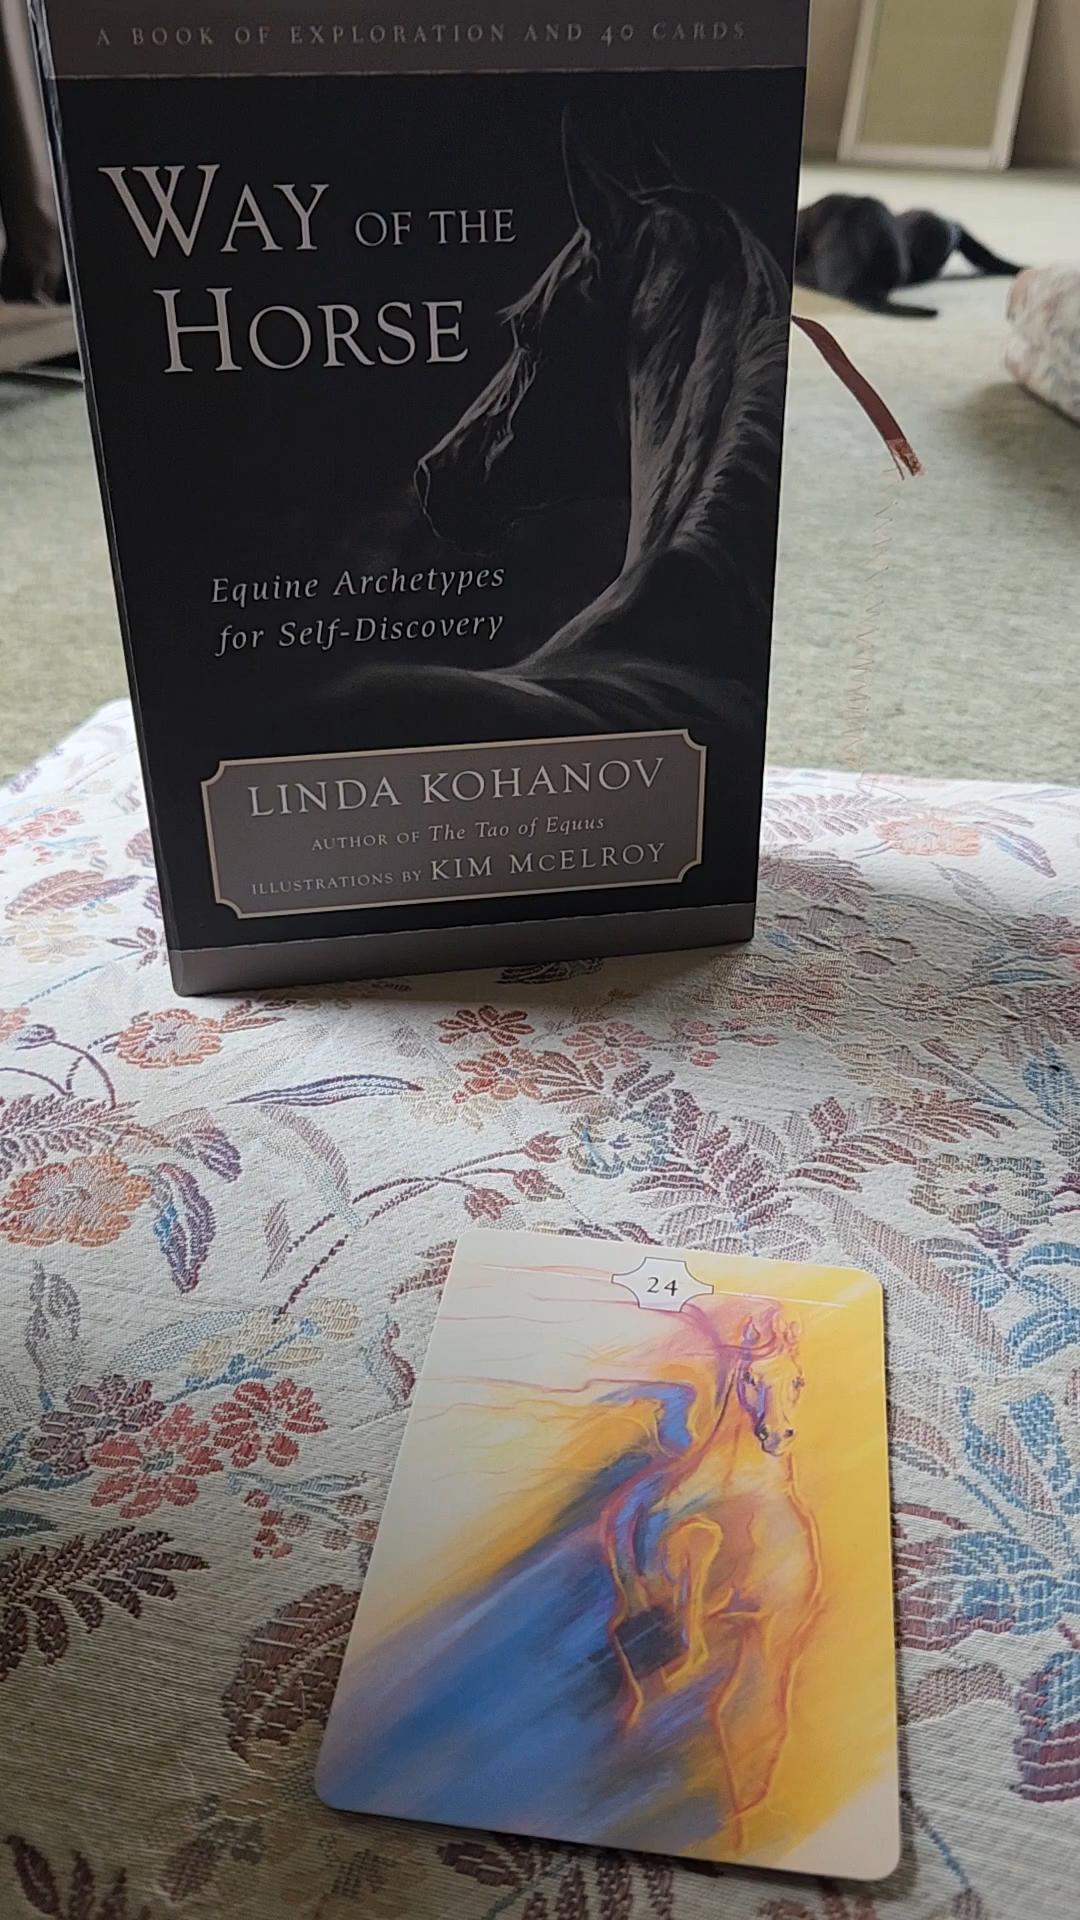 A BOOK OF EXPLORATION AND 40 CARDS
WAY OF THE
HORSE
Equine Archetypes
for Self-Discovery
LINDA KOHANOV
AUTHOR OF The Tao of Equus
ILLUSTRATIONS BY KIM MCELROY
24